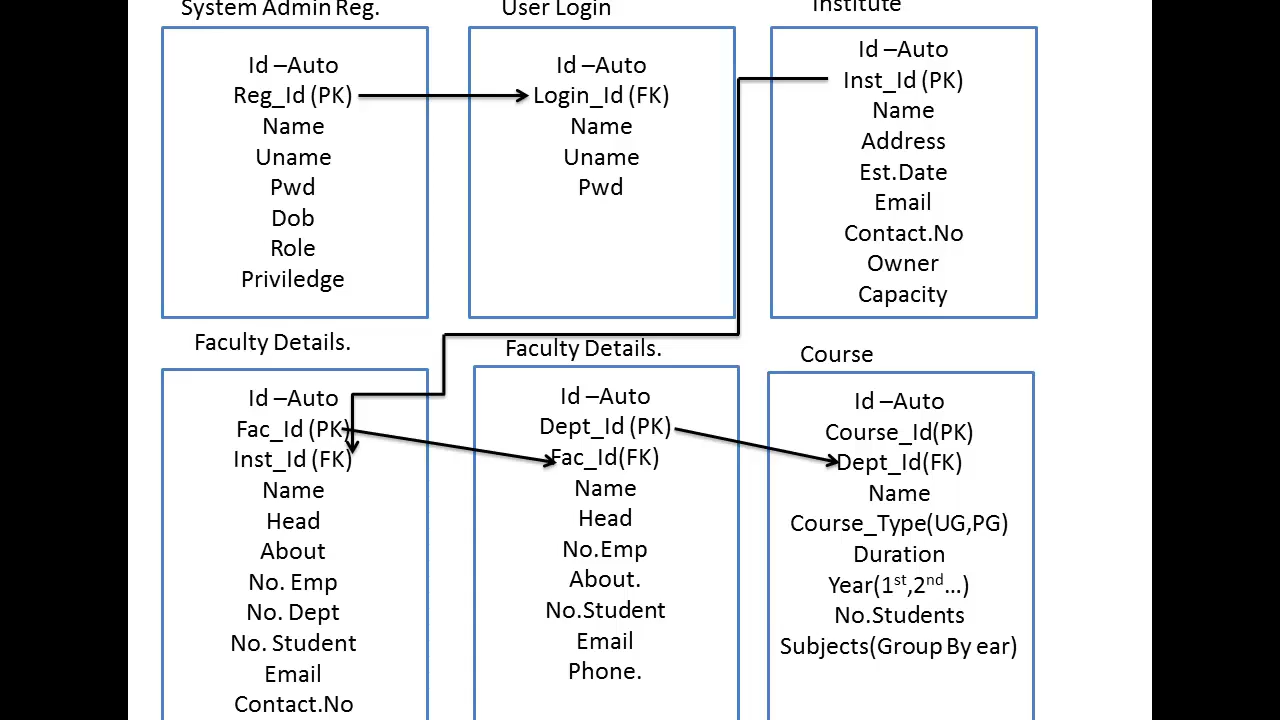 System Admin Reg.
Id –Auto
Reg_Id (PK)
Name
Uname
Pwd
Dob
Role
Priviledge
User Login
Id –Auto
Login_Id (FK)
Name
Uname
Pwd
Institute
Id –Auto
Inst_Id (PK)
Name
Address
Est.Date
Email
Contact.No
Owner
Capacity
Faculty Details.
Id –Auto
Fac_Id (PK)
Inst_Id (FK)
Name
Head
About
No. Emp
No. Dept
No. Student
Email
Contact.No
Faculty Details.
Id –Auto
Dept_Id (PK)
Fac_Id(FK)
Name
Head
No.Emp
About.
No.Student
Email
Phone.
Course
Id –Auto
Course_Id(PK)
Dept_Id(FK)
Name
Course_Type(UG,PG)
Duration
Year(1st,2nd...)
No.Students
Subjects(Group By ear)